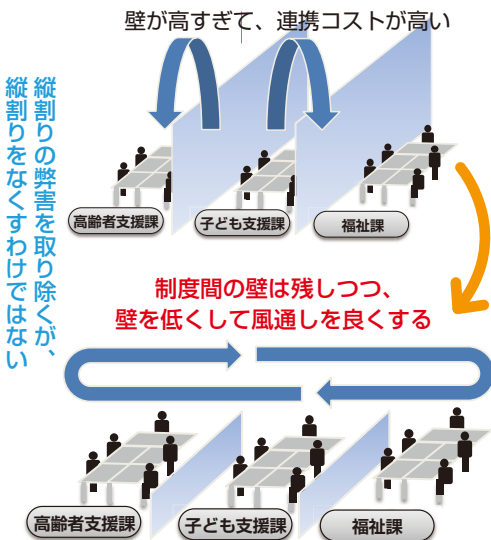 壁が高すぎて、連携コストが高い
縦割りの弊害を取り除くが、
縦割りをなくすわけではない
高齢者支援課
子ども支援課
福祉課
制度間の壁は残しつつ、
壁を低くして風通しを良くする
高齢者支援課
子ども支援課
福祉課